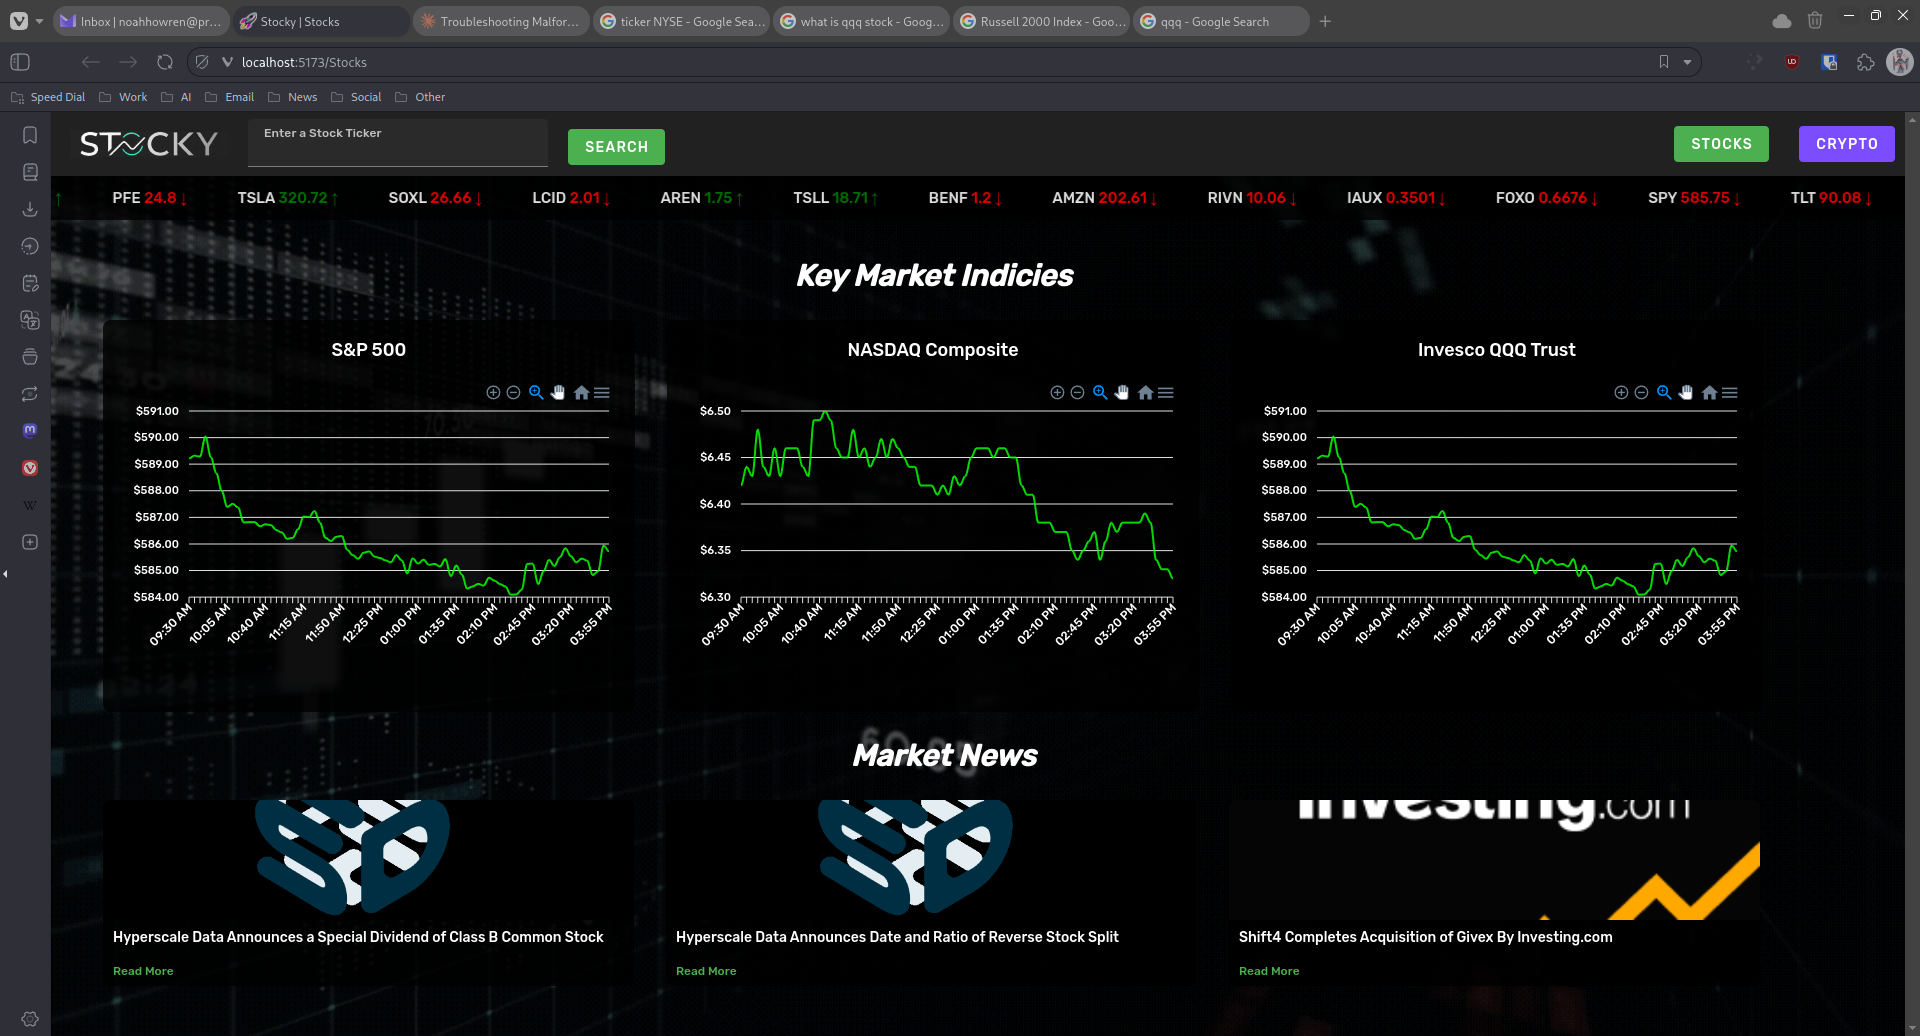 Inbox | noahhowren@pr...
Stocky | Stocks
Troubleshooting Malfor...
ticker NYSE - Google Sea...
what is qqq stock - Goog...
Russell 2000 Index - Goo...
qqq - Google Search
localhost:5173/Stocks
Speed Dial
Work
AI
Email
News
Social
Other
STOCKY
Enter a Stock Ticker
SEARCH
STOCKS
CRYPTO
↑ PFE 24.8 ↓ TSLA 320.72 ↑ SOXL 26.66 ↓ LCID 2.01 ↓ AREN 1.75 ↑ TSLL 18.71 ↑ BENF 1.2 ↓ AMZN 202.61 ↓ RIVN 10.06 ↓ IAUX 0.3501 ↓ FOXO 0.6676 ↓ SPY 585.75 ↓ TLT 90.08 ↓
Key Market Indicies
S&P 500
$591.00
$590.00
$589.00
$588.00
$587.00
$586.00
$585.00
$584.00
09:30 AM
10:05 AM
10:40 AM
11:15 AM
11:50 AM
12:25 PM
01:00 PM
01:35 PM
02:10 PM
02:45 PM
03:20 PM
03:55 PM
NASDAQ Composite
$6.50
$6.45
$6.40
$6.35
$6.30
09:30 AM
10:05 AM
10:40 AM
11:15 AM
11:50 AM
12:25 PM
01:00 PM
01:35 PM
02:10 PM
02:45 PM
03:20 PM
03:55 PM
Invesco QQQ Trust
$591.00
$590.00
$589.00
$588.00
$587.00
$586.00
$585.00
$584.00
09:30 AM
10:05 AM
10:40 AM
11:15 AM
11:50 AM
12:25 PM
01:00 PM
01:35 PM
02:10 PM
02:45 PM
03:20 PM
03:55 PM
Market News
Hyperscale Data Announces a Special Dividend of Class B Common Stock
Read More
Hyperscale Data Announces Date and Ratio of Reverse Stock Split
Read More
Investing.com
Shift4 Completes Acquisition of Givex By Investing.com
Read More